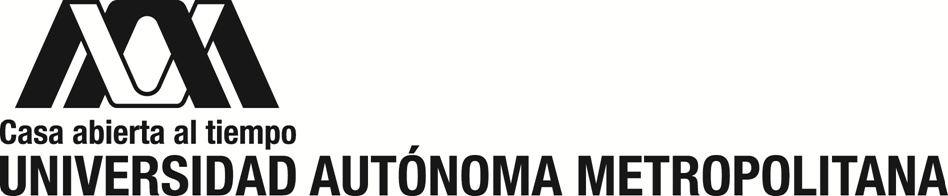 Casa abierta al tiempo
UNIVERSIDAD AUTÓNOMA METROPOLITANA